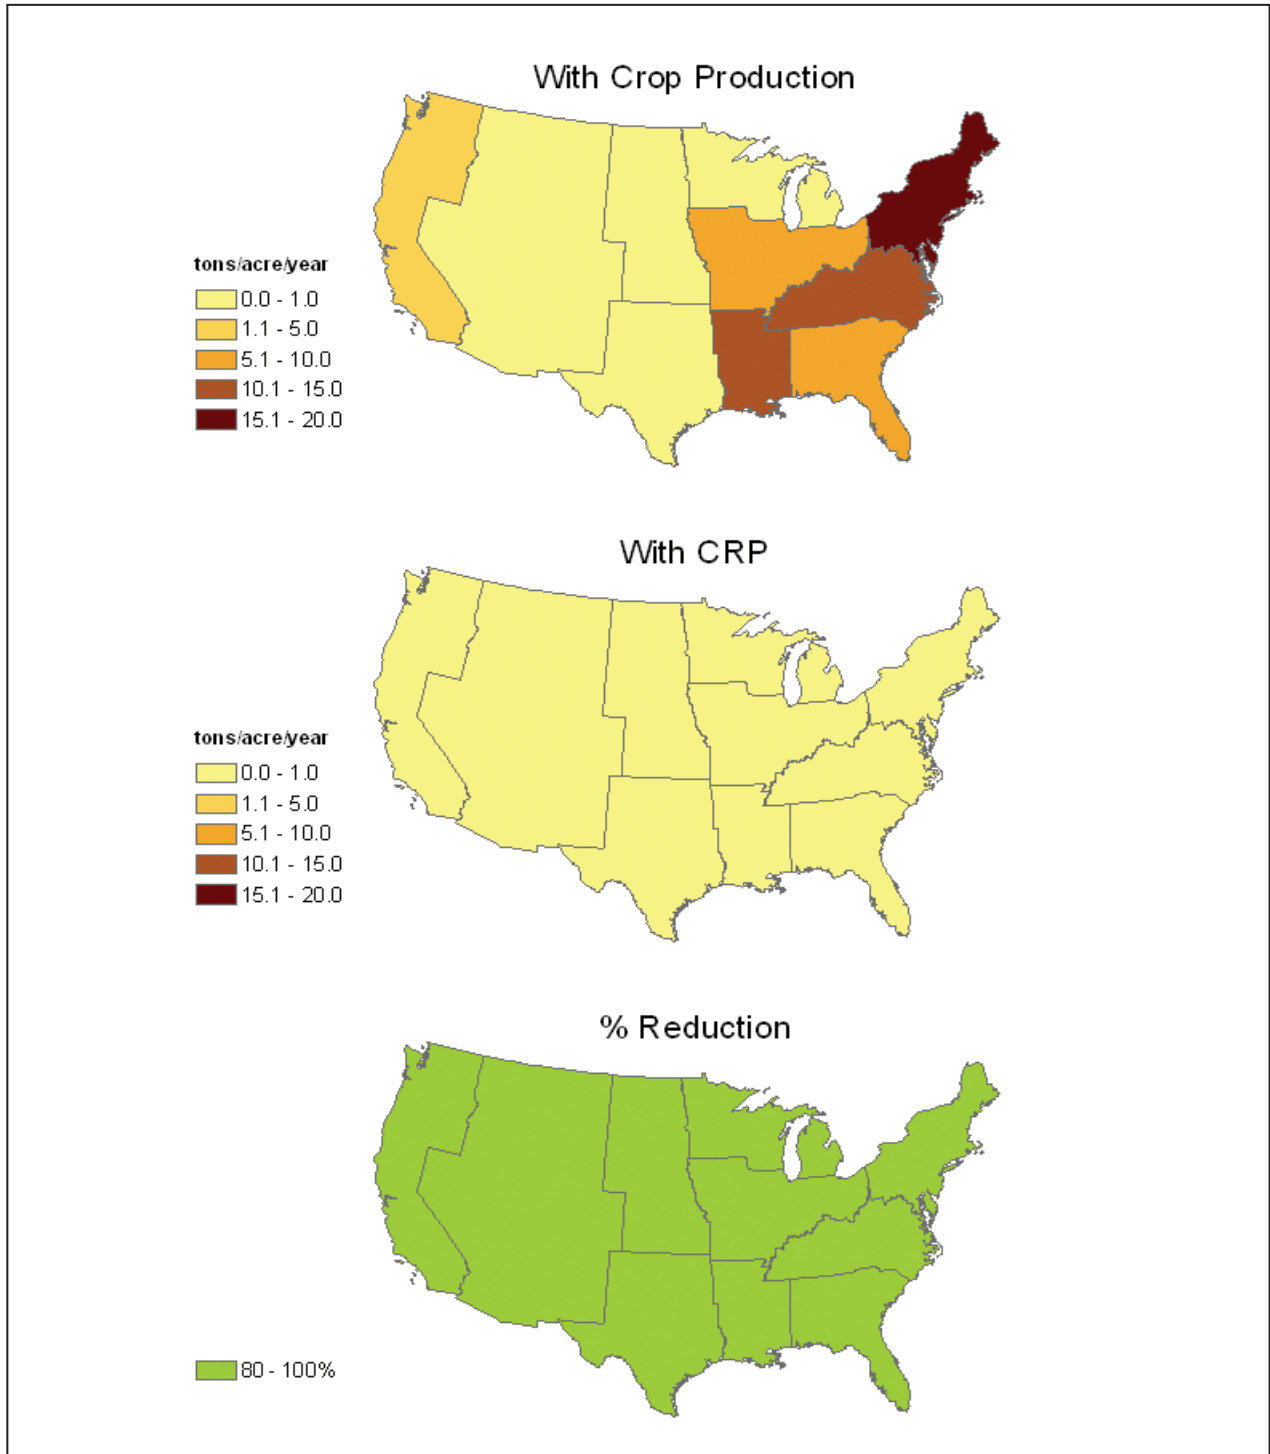 With Crop Production
tons/acre/year
0.0 - 1.0
1.1 - 5.0
5.1 - 10.0
10.1 - 15.0
15.1 - 20.0
With CRP
tons/acre/year
0.0 - 1.0
1.1 - 5.0
5.1 - 10.0
10.1 - 15.0
15.1 - 20.0
% Reduction
80 - 100%